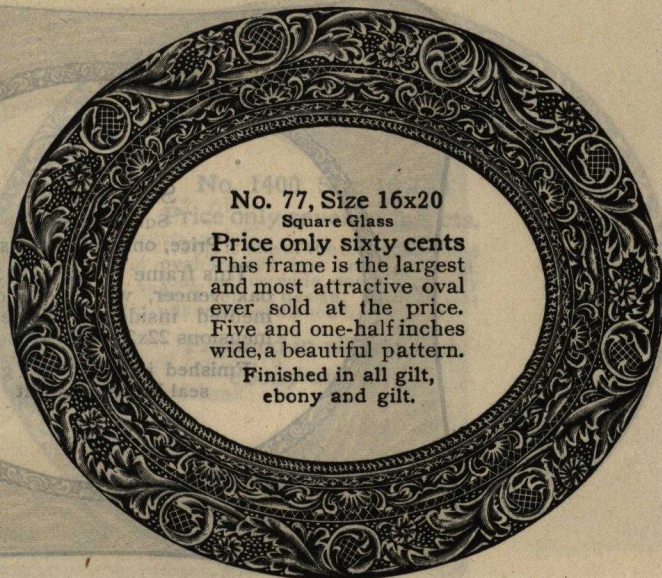 No. 77, Size 16x20
Square Glass
Price only sixty cents
This frame is the largest
and most attractive oval
ever sold at the price.
Five and one-half inches
wide, a beautiful pattern.
Finished in all gilt,
ebony and gilt.